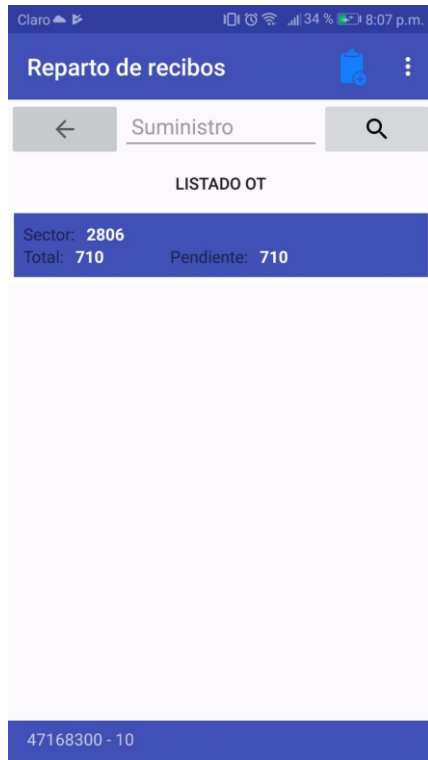 Claro 34 % 8:07 p.m.
Reparto de recibos
Suministro
LISTADO OT
Sector: 2806
Total: 710 Pendiente: 710
47168300 - 10